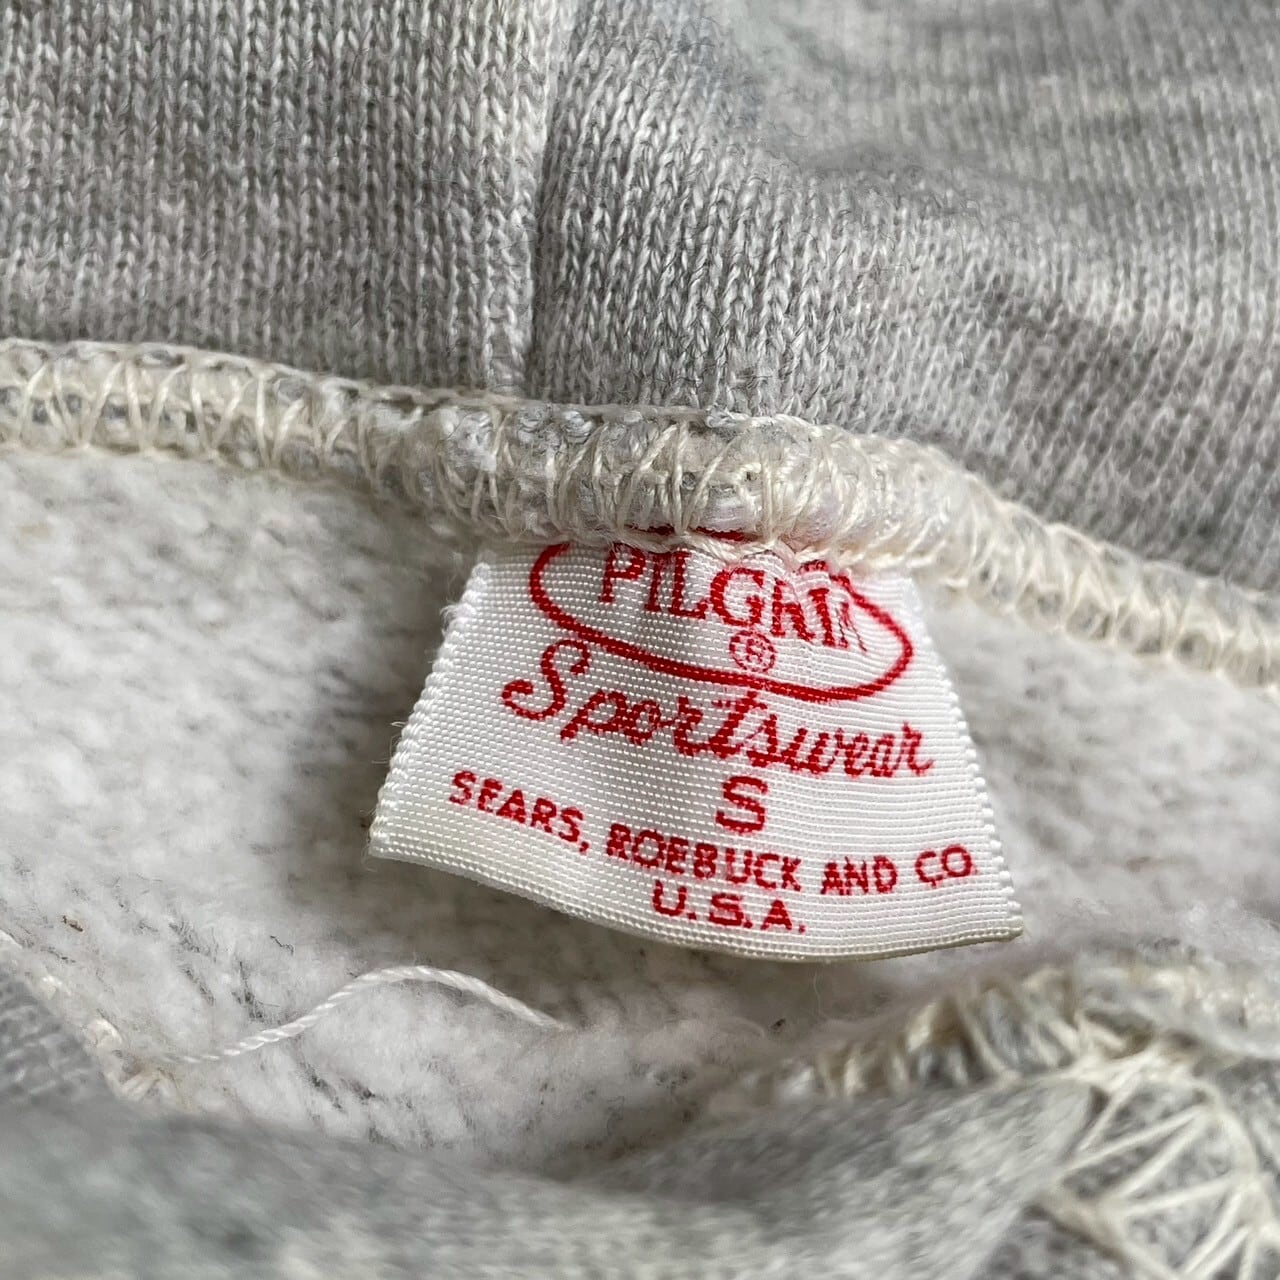 PILGRIM
®
Sportswear
S
SEARS, ROEBUCK AND CO.
U.S.A.